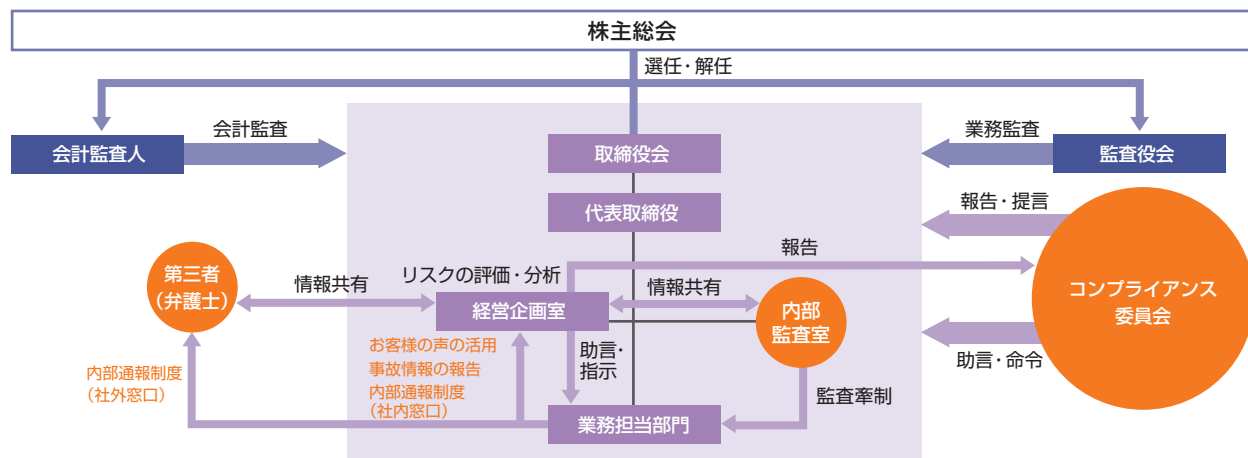 株主総会
選任・解任
会計監査人
会計監査
取締役会
業務監査
監査役会
代表取締役
報告・提言
報告
第三者
(弁護士)
情報共有
リスクの評価・分析
情報共有
経営企画室
内部
監査室
コンプライアンス
委員会
お客様の声の活用
事故情報の報告
内部通報制度
(社内窓口)
助言・
指示
助言・命令
内部通報制度
(社外窓口)
監査牽制
業務担当部門